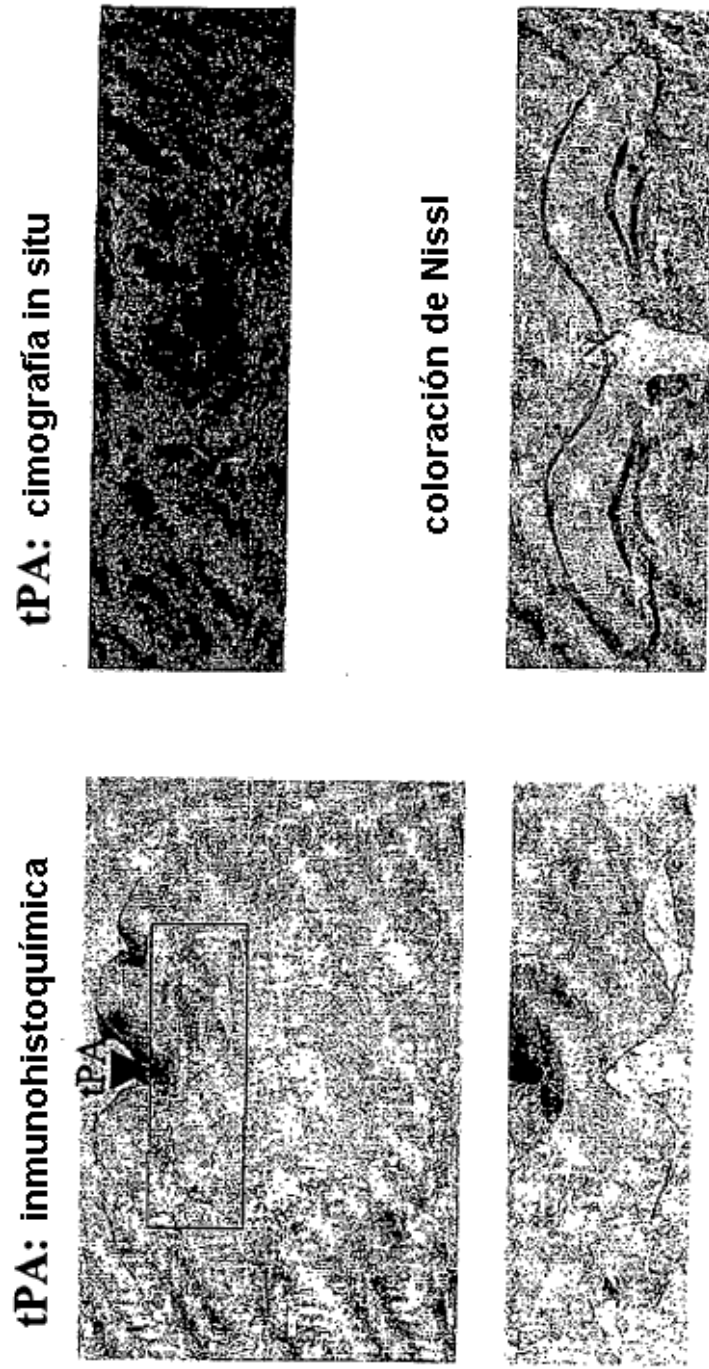 tPA: inmunohistoquímica
tPA
tPA: cimografía in situ
coloración de Nissl